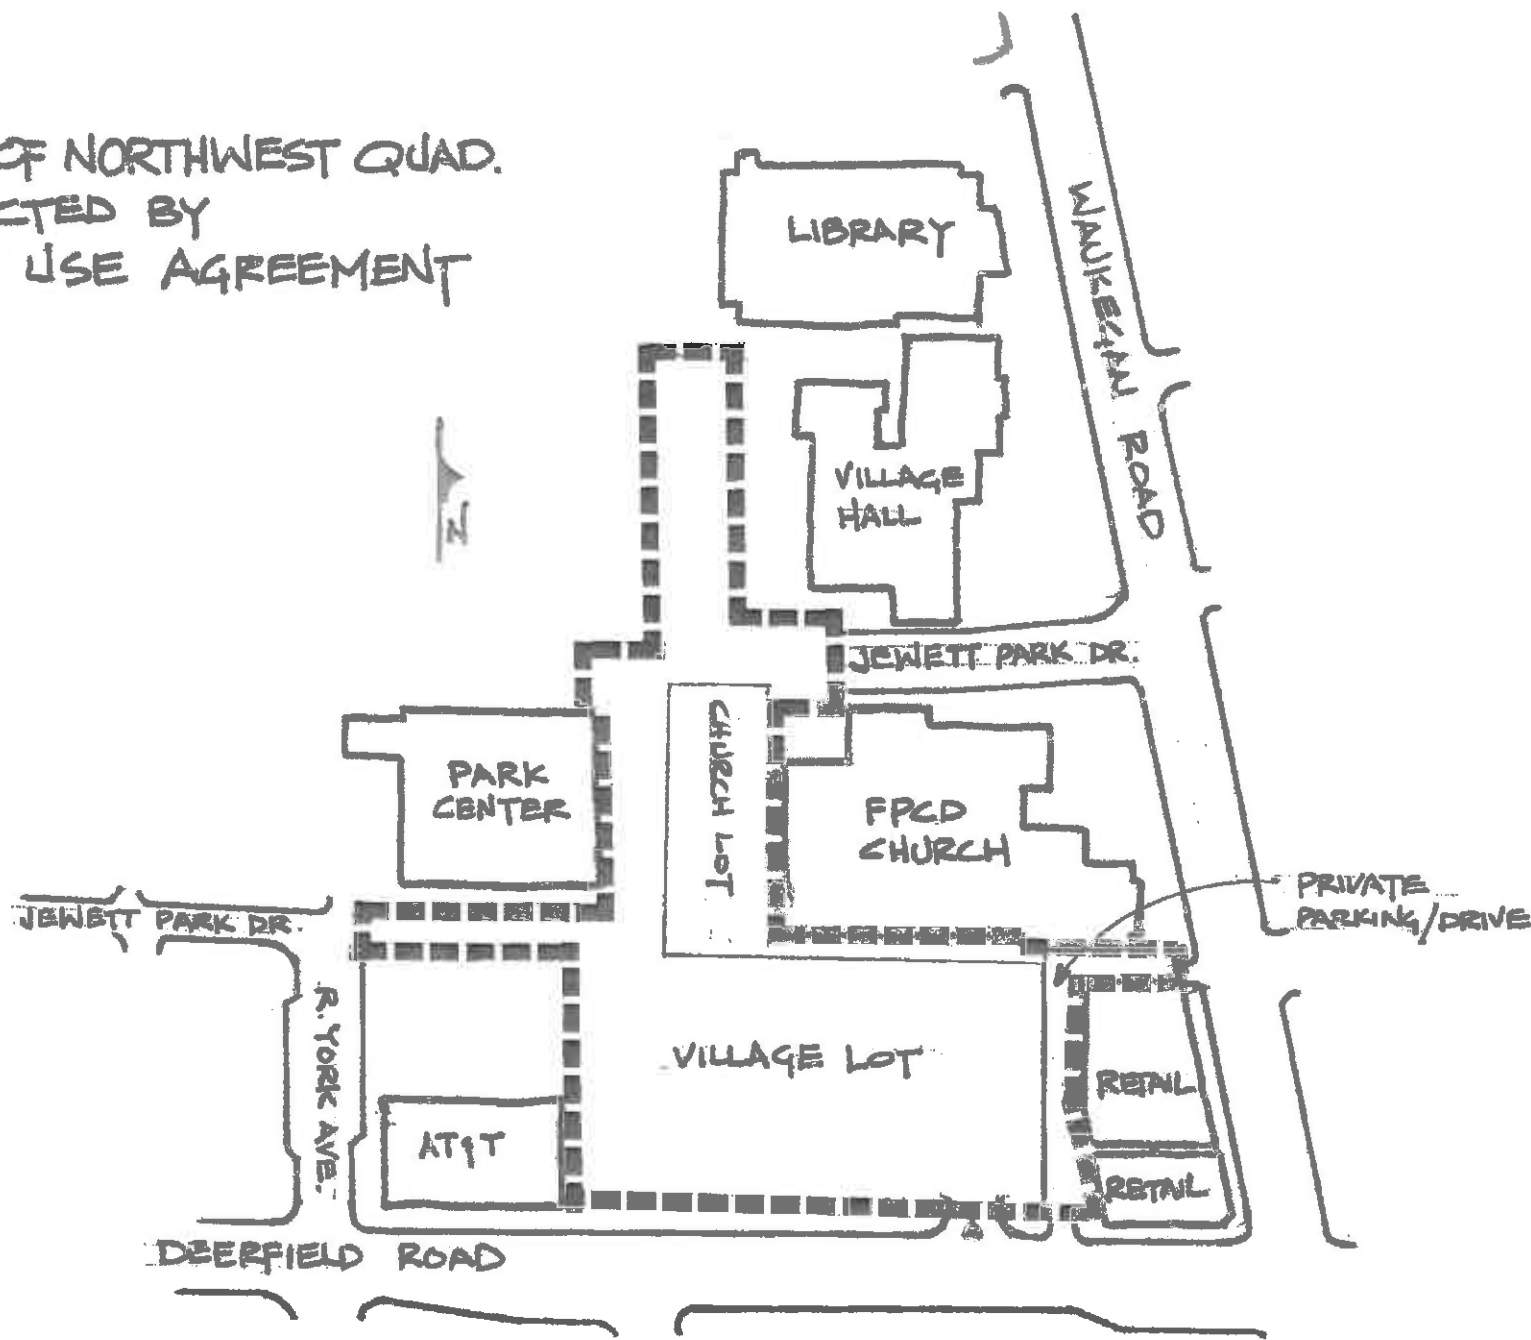 OF NORTHWEST QUAD.
CTED BY
USE AGREEMENT
LIBRARY
WAUKEGAN ROAD
N
VILLAGE
HALL
JEWETT PARK DR.
CHURCH LOT
PARK
CENTER
FPCD
CHURCH
PRIVATE
PARKING/DRIVE
JEWETT PARK DR.
R. YORK AVE.
VILLAGE LOT
RETAIL
AT&T
RETAIL
DEERFIELD ROAD